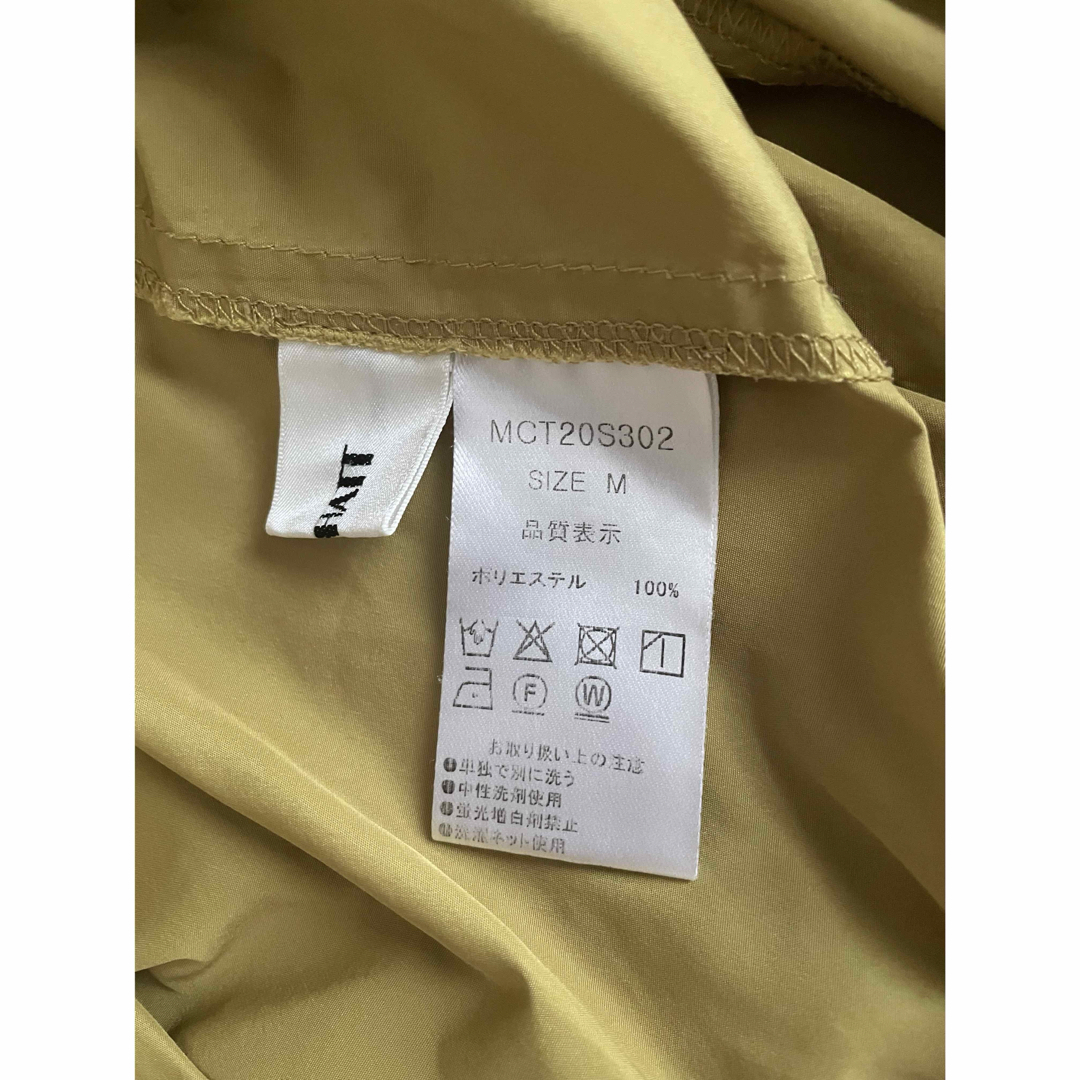 MCT20S302
SIZE M
品質表示
ポリエステル 100%
F W
お取り扱い上の注意
●単独で別に洗う
●中性洗剤使用
●蛍光増白剤禁止
●洗濯ネット使用